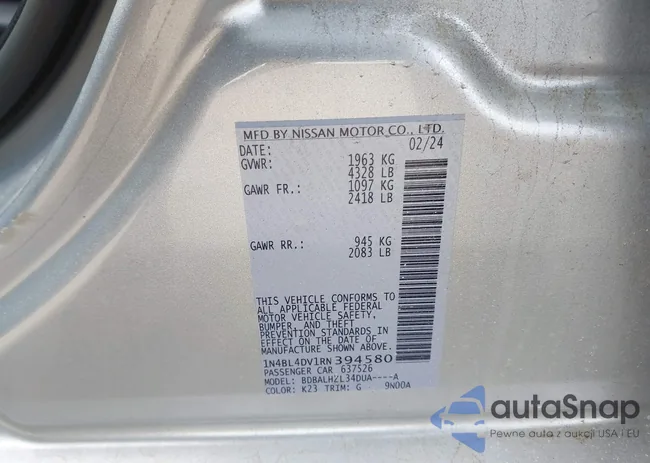 MFD BY NISSAN MOTOR CO., LTD.
DATE: 02/24
GVWR: 1963 KG
4328 LB
GAWR FR.: 1097 KG
2418 LB
GAWR RR.: 945 KG
2083 LB
THIS VEHICLE CONFORMS TO
ALL APPLICABLE FEDERAL
MOTOR VEHICLE SAFETY,
BUMPER, AND THEFT
PREVENTION STANDARDS
IN EFFECT ON THE DATE OF
MANUFACTURE SHOWN ABOVE.
1N4BL4DV1RN394580
PASSENGER CAR 637526
MODEL: BDBALHZL34DUA----A
COLOR: K23 TRIM: G 9N00A
autoSnap
Pewne auto z aukcji USA i EU